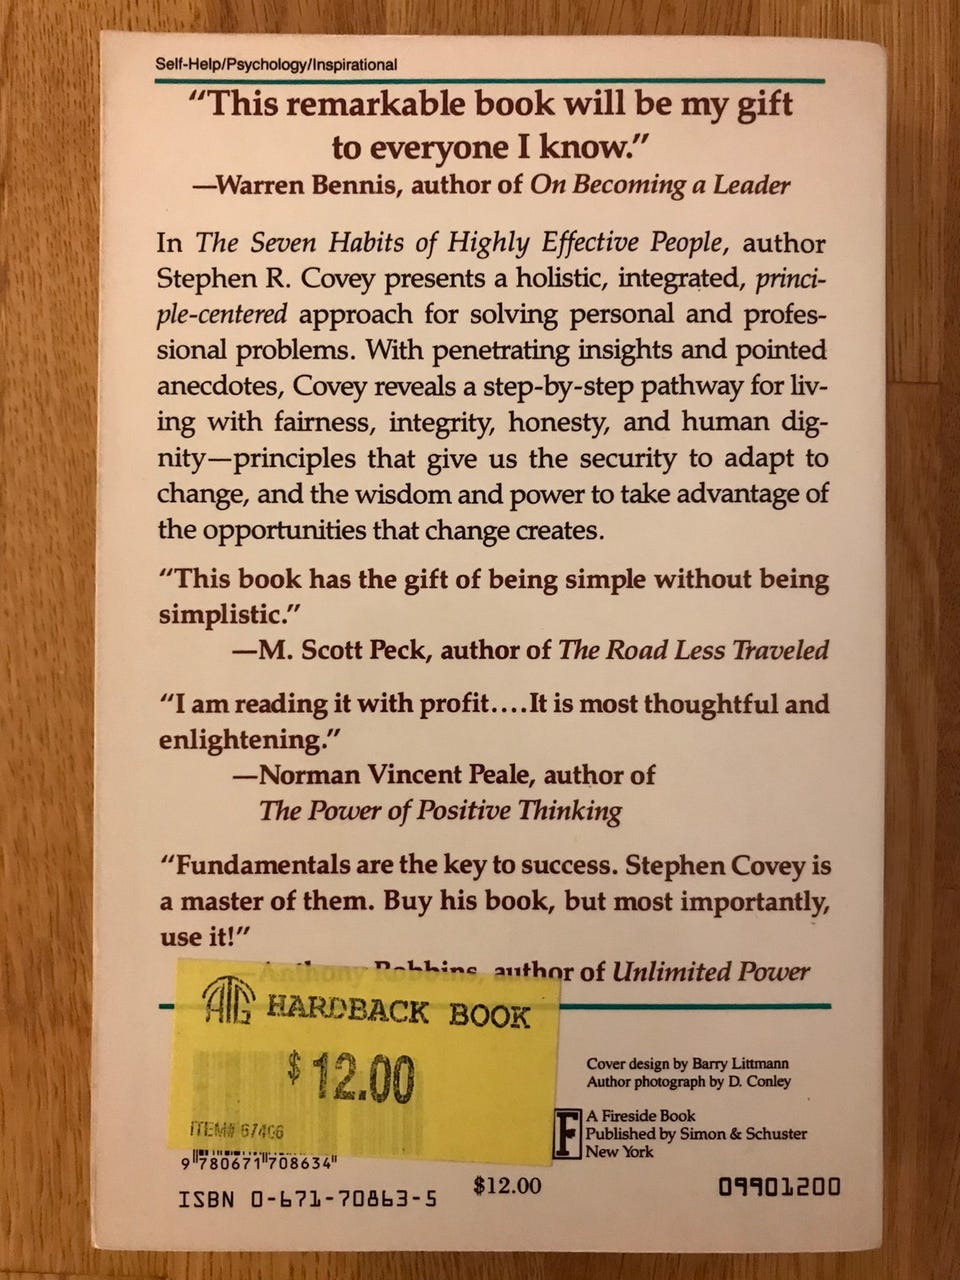 Self-Help/Psychology/Inspirational
“This remarkable book will be my gift
to everyone I know.”
—Warren Bennis, author of On Becoming a Leader
In The Seven Habits of Highly Effective People, author
Stephen R. Covey presents a holistic, integrated, princi-
ple-centered approach for solving personal and profes-
sional problems. With penetrating insights and pointed
anecdotes, Covey reveals a step-by-step pathway for liv-
ing with fairness, integrity, honesty, and human dig-
nity—principles that give us the security to adapt to
change, and the wisdom and power to take advantage of
the opportunities that change creates.
“This book has the gift of being simple without being
simplistic.”
—M. Scott Peck, author of The Road Less Traveled
“I am reading it with profit....It is most thoughtful and
enlightening.”
—Norman Vincent Peale, author of
The Power of Positive Thinking
“Fundamentals are the key to success. Stephen Covey is
a master of them. Buy his book, but most importantly,
use it!”
—Anthony Robbins, author of Unlimited Power
ATG HARDBACK BOOK
$12.00
ITEM#
Cover design by Barry Littmann
Author photograph by D. Conley
F
A Fireside Book
Published by Simon & Schuster
New York
9 780671 708634
ISBN 0-671-70863-5
$12.00
09901200